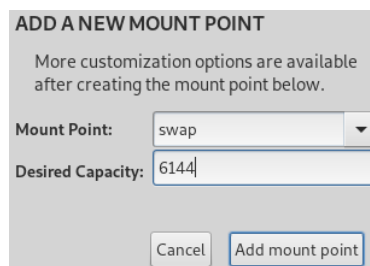 ADD A NEW MOUNT POINT
More customization options are available
after creating the mount point below.
Mount Point: swap
Desired Capacity: 6144
Cancel Add mount point